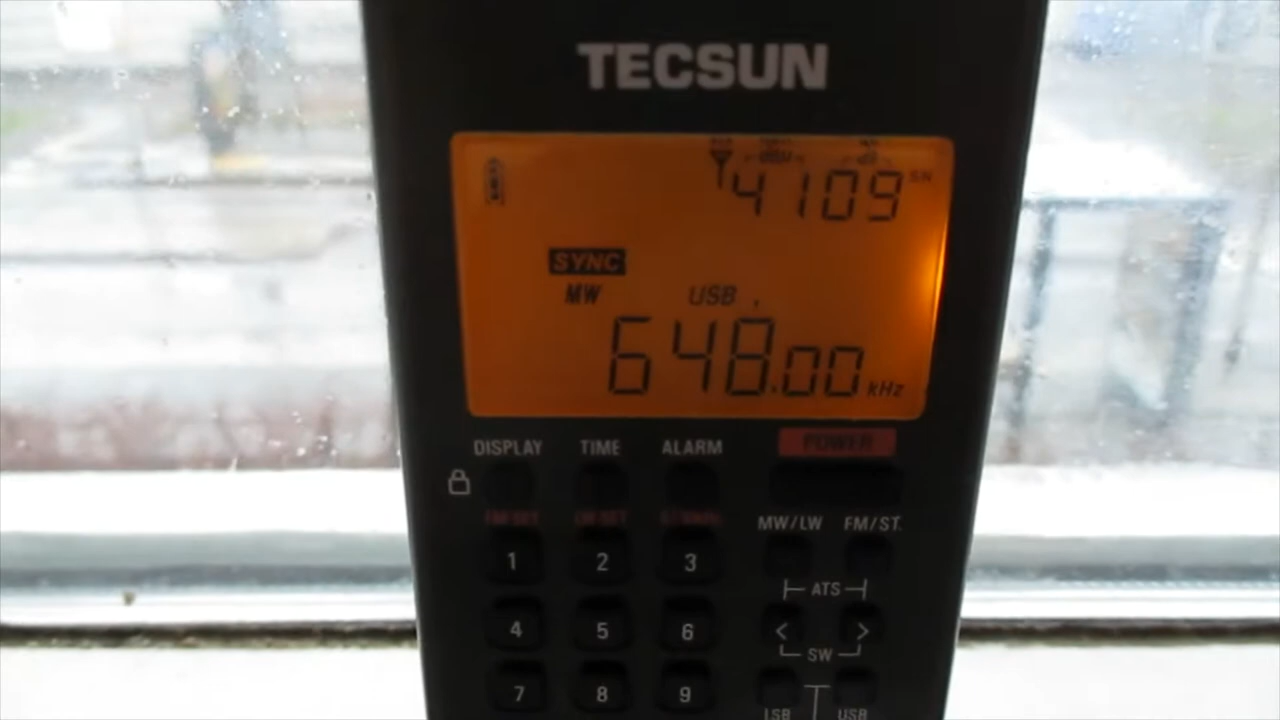 TECSUN
4109
SYNC
MW USB
648.00 kHz
DISPLAY TIME ALARM POWER
MW/LW FM/ST.
1 2 3
ATS
4 5 6 < >
SW
7 8 9
LSB USB